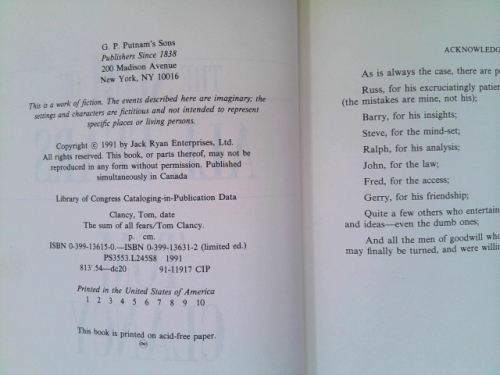 G. P. Putnam's Sons
Publishers Since 1838
200 Madison Avenue
New York, NY 10016
This is a work of fiction. The events described here are imaginary; the
settings and characters are fictitious and not intended to represent
specific places or living persons.
Copyright © 1991 by Jack Ryan Enterprises, Ltd.
All rights reserved. This book, or parts thereof, may not be
reproduced in any form without permission. Published
simultaneously in Canada
Library of Congress Cataloging-in-Publication Data
Clancy, Tom, date
The sum of all fears/Tom Clancy.
p. cm.
ISBN 0-399-13615-0.—ISBN 0-399-13631-2 (limited ed.)
PS3553.L245S8 1991
813'.54—dc20 91-11917 CIP
Printed in the United States of America
1 2 3 4 5 6 7 8 9 10
This book is printed on acid-free paper.
ACKNOWLEDG
As is always the case, there are p
Russ, for his excruciatingly patie
(the mistakes are mine, not his);
Barry, for his insights;
Steve, for the mind-set;
Ralph, for his analysis;
John, for the law;
Fred, for the access;
Gerry, for his friendship;
Quite a few others who entertain
and ideas—even the dumb ones;
And all the men of goodwill who
may finally be turned, and were willin